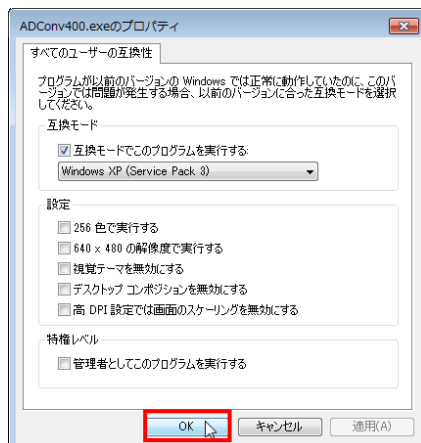 ADConv400.exeのプロパティ
すべてのユーザーの互換性
プログラムが以前のバージョンの Windows では正常に動作していたのに、このバ
ージョンでは問題が発生する場合、以前のバージョンに合った互換モードを選択
してください。
互換モード
互換モードでこのプログラムを実行する:
Windows XP (Service Pack 3)
設定
256 色で実行する
640 x 480 の解像度で実行する
視覚テーマを無効にする
デスクトップ コンポジションを無効にする
高 DPI 設定では画面のスケーリングを無効にする
特権レベル
管理者としてこのプログラムを実行する
OK キャンセル 適用(A)